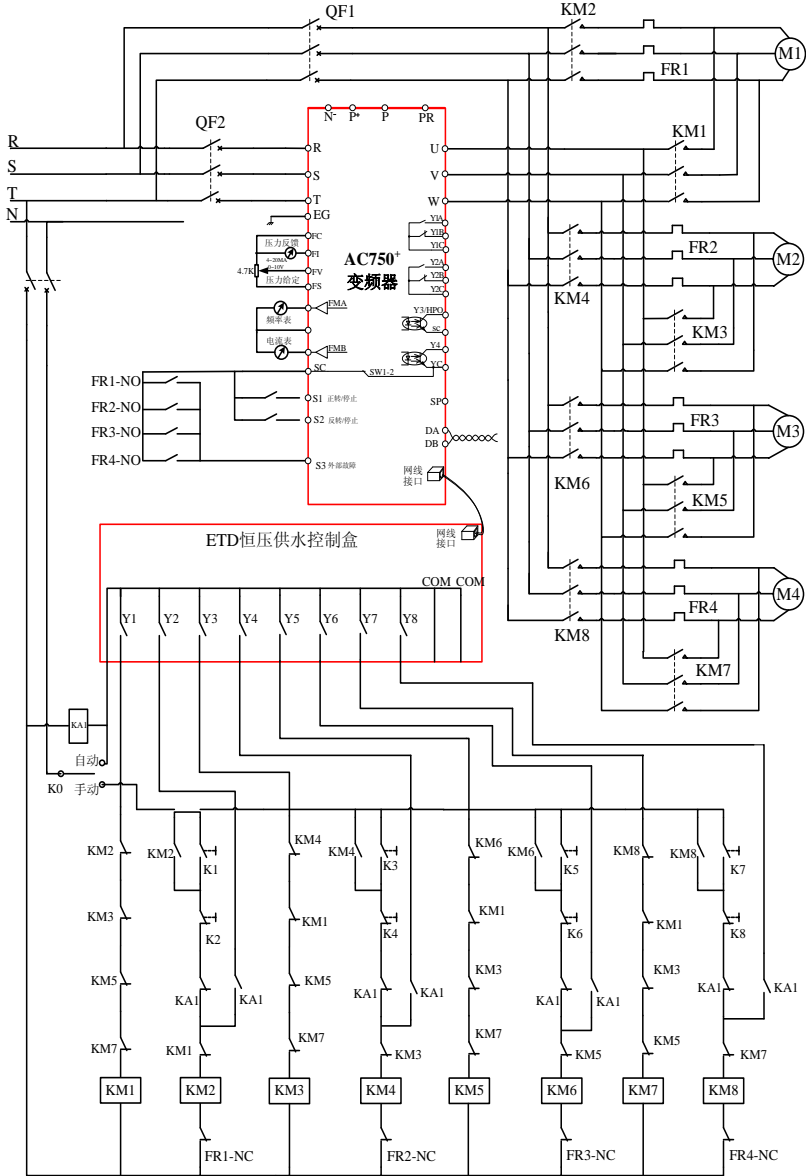 QF1
KM2
M1
FR1
N- P+ P PR
QF2
KM1
R
S
T
N
R
S
T
EG
U
V
W
FC
压力反馈
FI
4~20MA
0~10V
4.7K
FV
压力给定
FS
AC750+
变频器
Y1A
Y1B
Y1C
Y2A
Y2B
Y2C
FR2
M2
KM4
KM3
FMA
频率表
电流表
FMB
Y3/HPO
SC
Y4
YC
SC
SW1-2
FR1-NO
FR2-NO
FR3-NO
FR4-NO
S1 正转/停止
S2 反转/停止
S3 外部故障
SP
DA
DB
网线
接口
FR3
M3
KM6
KM5
ETD恒压供水控制盒
网线
接口
COM COM
Y1 Y2 Y3 Y4 Y5 Y6 Y7 Y8
M4
FR4
KM8
KM7
KA1
自动
K0 手动
KM2 KM2 K1 KM4 KM4 K3 KM6 KM6 K5 KM8 KM8 K7
KM3 K2 KM1 K4 KM1 K6 KM1 K8
KM5 KA1 KA1 KM5 KA1 KA1 KM3 KA1 KA1 KM3 KA1 KA1
KM7 KM1 KM7 KM3 KM7 KM5 KM5 KM7
KM1 KM2 KM3 KM4 KM5 KM6 KM7 KM8
FR1-NC FR2-NC FR3-NC FR4-NC